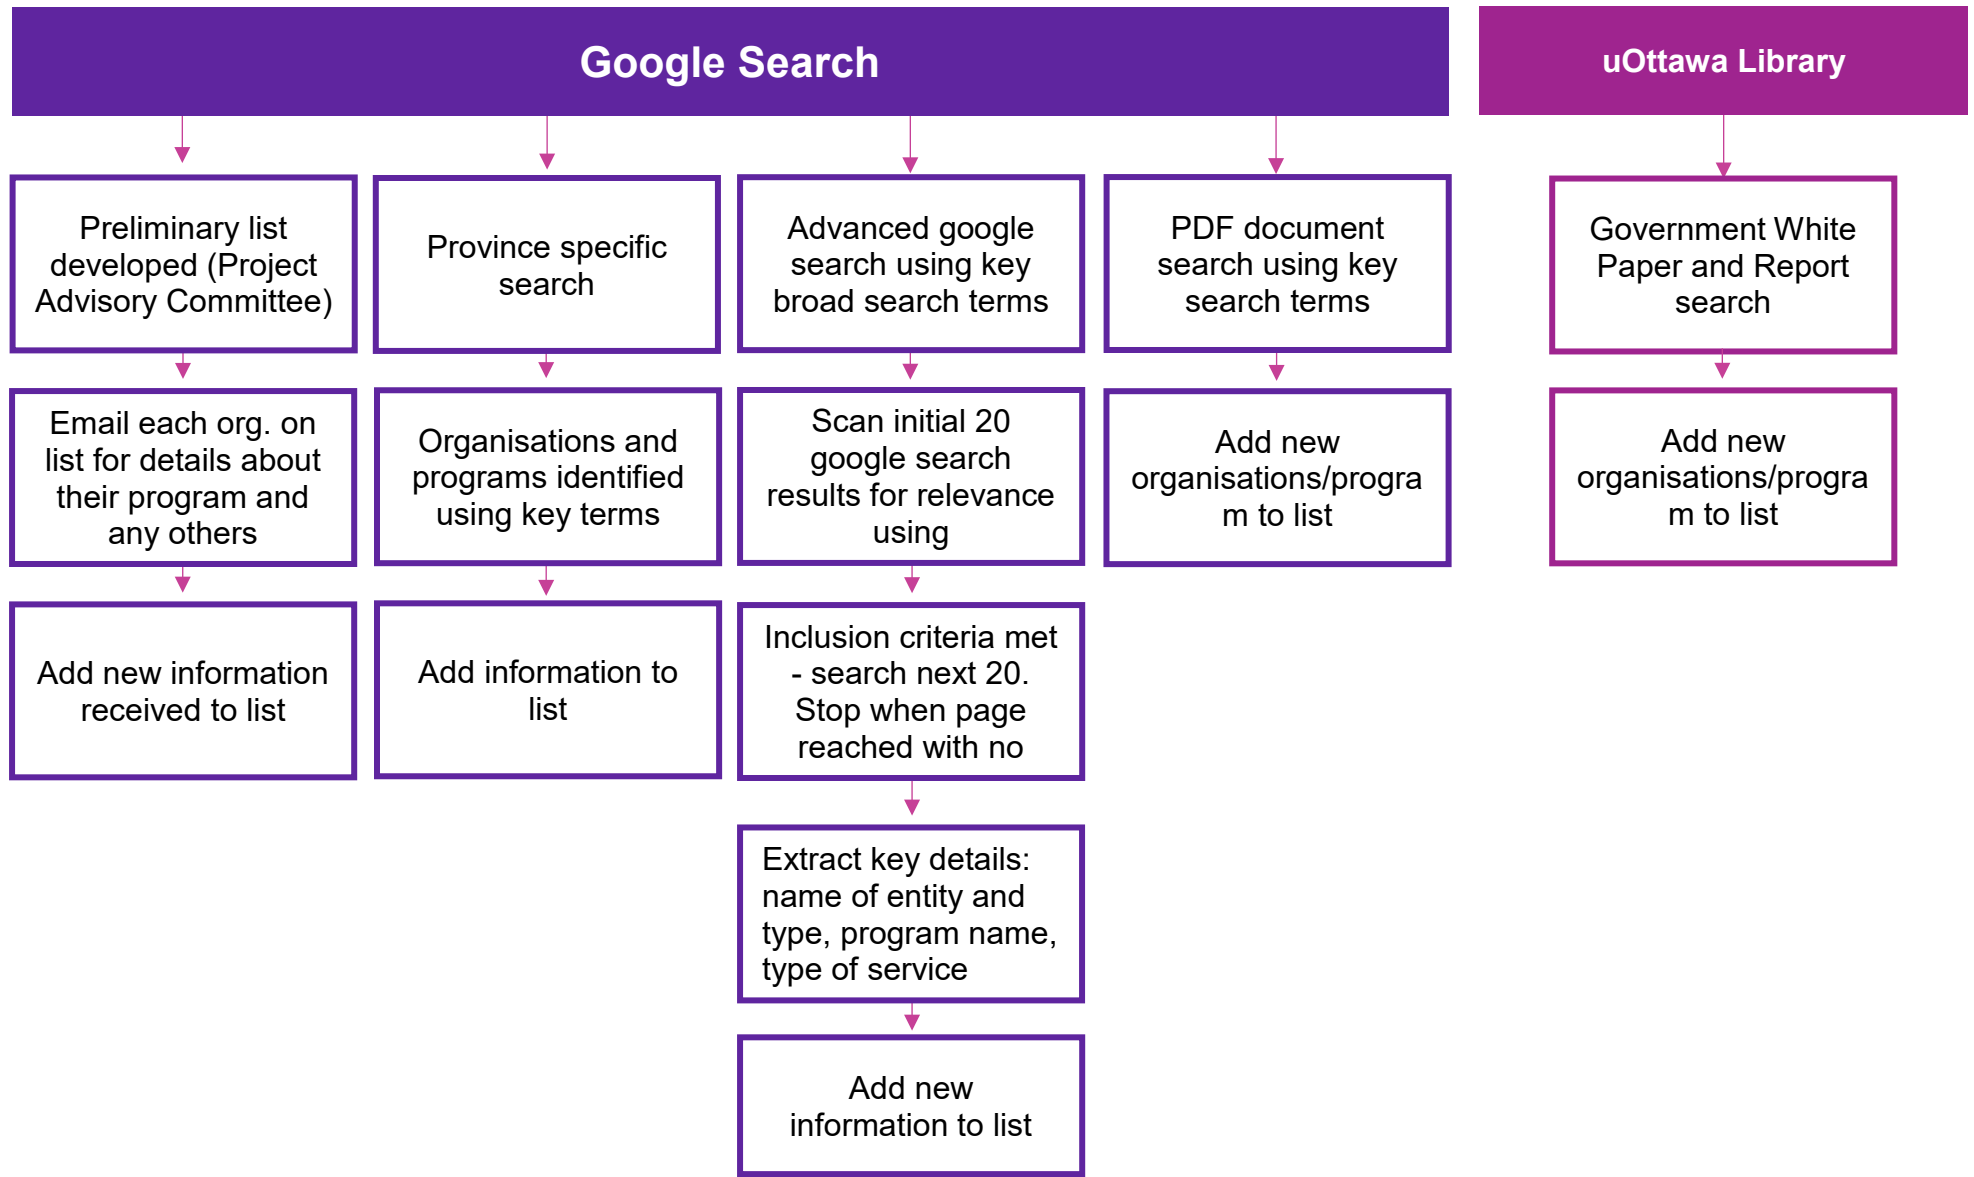 Google Search
uOttawa Library
Preliminary list
developed (Project
Advisory Committee)
Province specific
search
Advanced google
search using key
broad search terms
PDF document
search using key
search terms
Government White
Paper and Report
search
Email each org. on
list for details about
their program and
any others
Organisations and
programs identified
using key terms
Scan initial 20
google search
results for relevance
using
Add new
organisations/progra
m to list
Add new
organisations/progra
m to list
Add new information
received to list
Add information to
list
Inclusion criteria met
- search next 20.
Stop when page
reached with no
Extract key details:
name of entity and
type, program name,
type of service
Add new
information to list